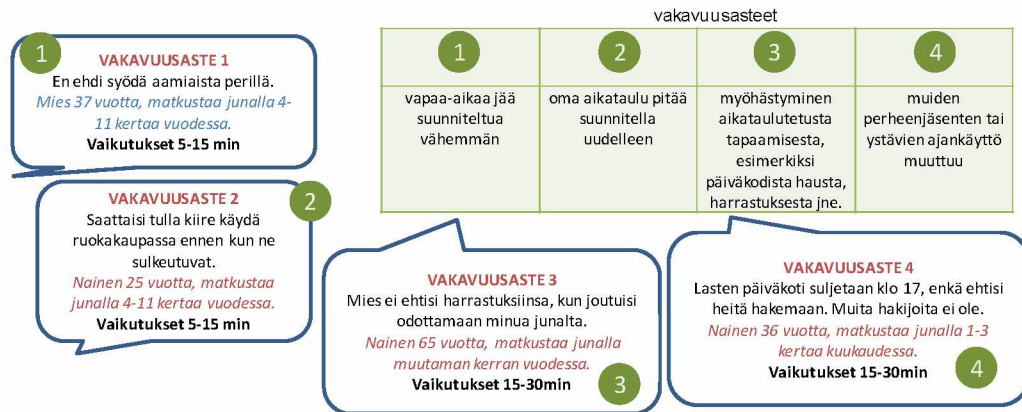 vakavuusasteet
1
2
3
4
vapaa-aikaa jää
suunniteltua
vähemmän
oma aikataulu pitää
suunnitella
uudelleen
myöhästyminen
aikataulutetusta
tapaamisesta,
esimerkiksi
päiväkodista hausta,
harrastuksesta jne.
muiden
perheenjäsenten tai
ystävien ajankäyttö
muuttuu
1
VAKAVUUSASTE 1
En ehdi syödä aamiaista perillä.
Mies 37 vuotta, matkustaa junalla 4-
11 kertaa vuodessa.
Vaikutukset 5-15 min
VAKAVUUSASTE 2
2
Saattaisi tulla kiire käydä
ruokakaupassa ennen kun ne
sulkeutuvat.
Nainen 25 vuotta, matkustaa
junalla 4-11 kertaa vuodessa.
Vaikutukset 5-15 min
VAKAVUUSASTE 3
Mies ei ehtisi harrastuksiinsa, kun joutuisi
odottamaan minua junalta.
Nainen 65 vuotta, matkustaa junalla
muutaman kerran vuodessa.
Vaikutukset 15-30min
3
VAKAVUUSASTE 4
Lasten päiväkoti suljetaan klo 17, enkä ehtisi
heitä hakemaan. Muita hakijoita ei ole.
Nainen 36 vuotta, matkustaa junalla 1-3
kertaa kuukaudessa.
Vaikutukset 15-30min
4